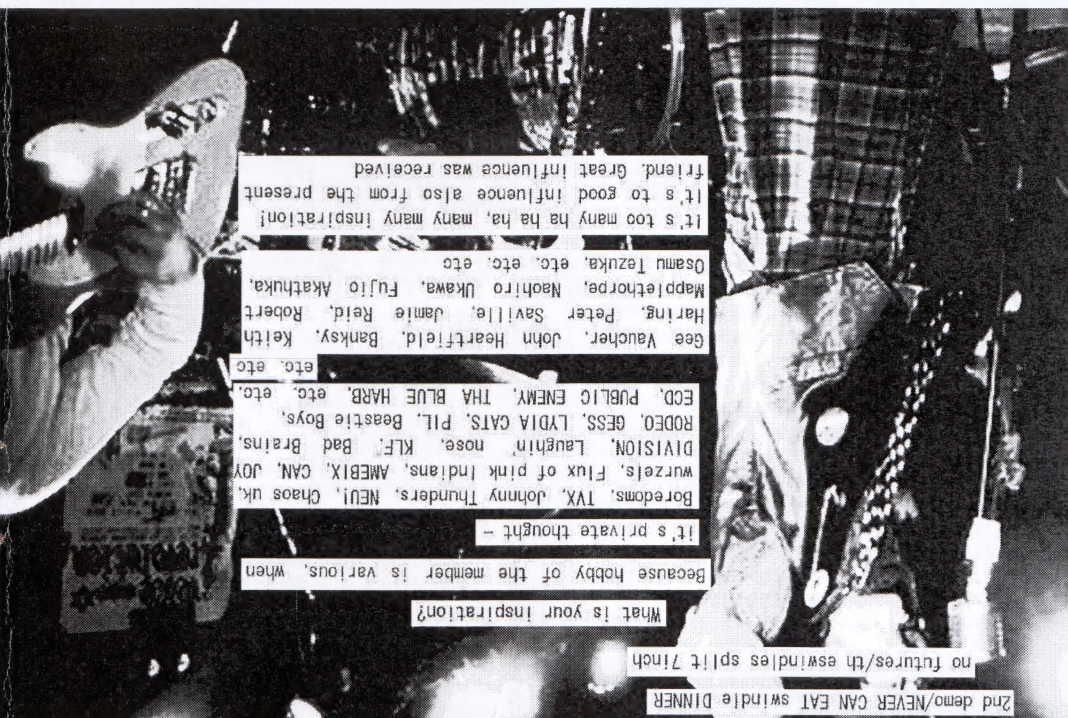 2nd demo/NEVER CAN EAT swindle DINNER
no futures/th eswindles split 7inch
What is your inspiration?
Because hobby of the member is various, when
it's private thought -
Boredoms, TVX, Johnny Thunders, NEU!, Chaos uk,
wurzels, Flux of pink Indians, AMEBIX, CAN, JOY
DIVISION, Laughin' nose, KLF, Bad Brains,
RODEO, GESS, LYDIA CATS, PIL, Beastie Boys,
ECD, PUBLIC ENEMY, THA BLUE HARB, etc, etc,
etc, etc
Gee Vaucher, John Heartfield, Banksy, Keith
Haring, Peter Saville, Jamie Reid, Robert
Mapplethorpe, Naohiro Ukawa, Fujio Akathuka,
Osamu Tezuka, etc, etc, etc
It's too many ha ha ha, many many inspiration!
It's to good influence also from the present
friend. Great influence was received